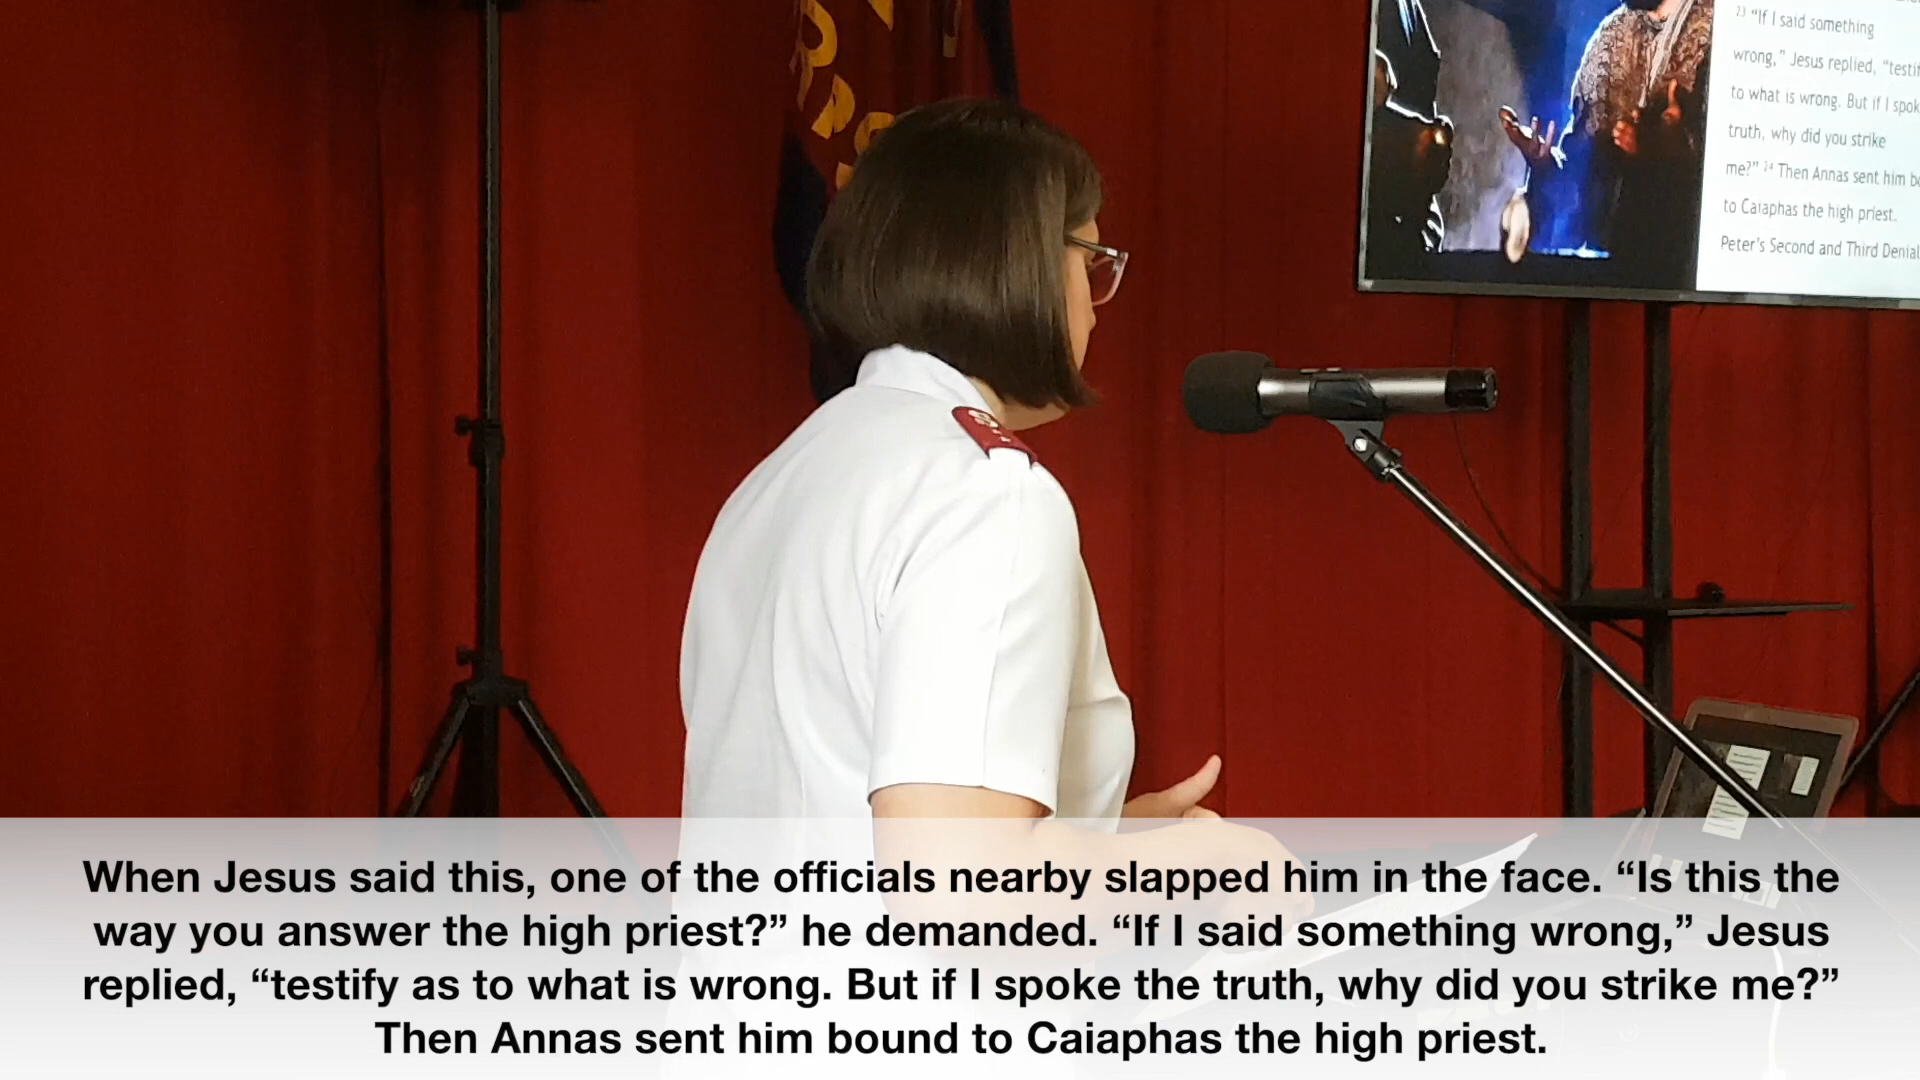 23 "If I said something
wrong," Jesus replied, "testif
to what is wrong. But if I spok
truth, why did you strike
me?" 24 Then Annas sent him bo
to Caiaphas the high priest.
Peter's Second and Third Denial
When Jesus said this, one of the officials nearby slapped him in the face. “Is this the
way you answer the high priest?” he demanded. “If I said something wrong,” Jesus
replied, “testify as to what is wrong. But if I spoke the truth, why did you strike me?”
Then Annas sent him bound to Caiaphas the high priest.